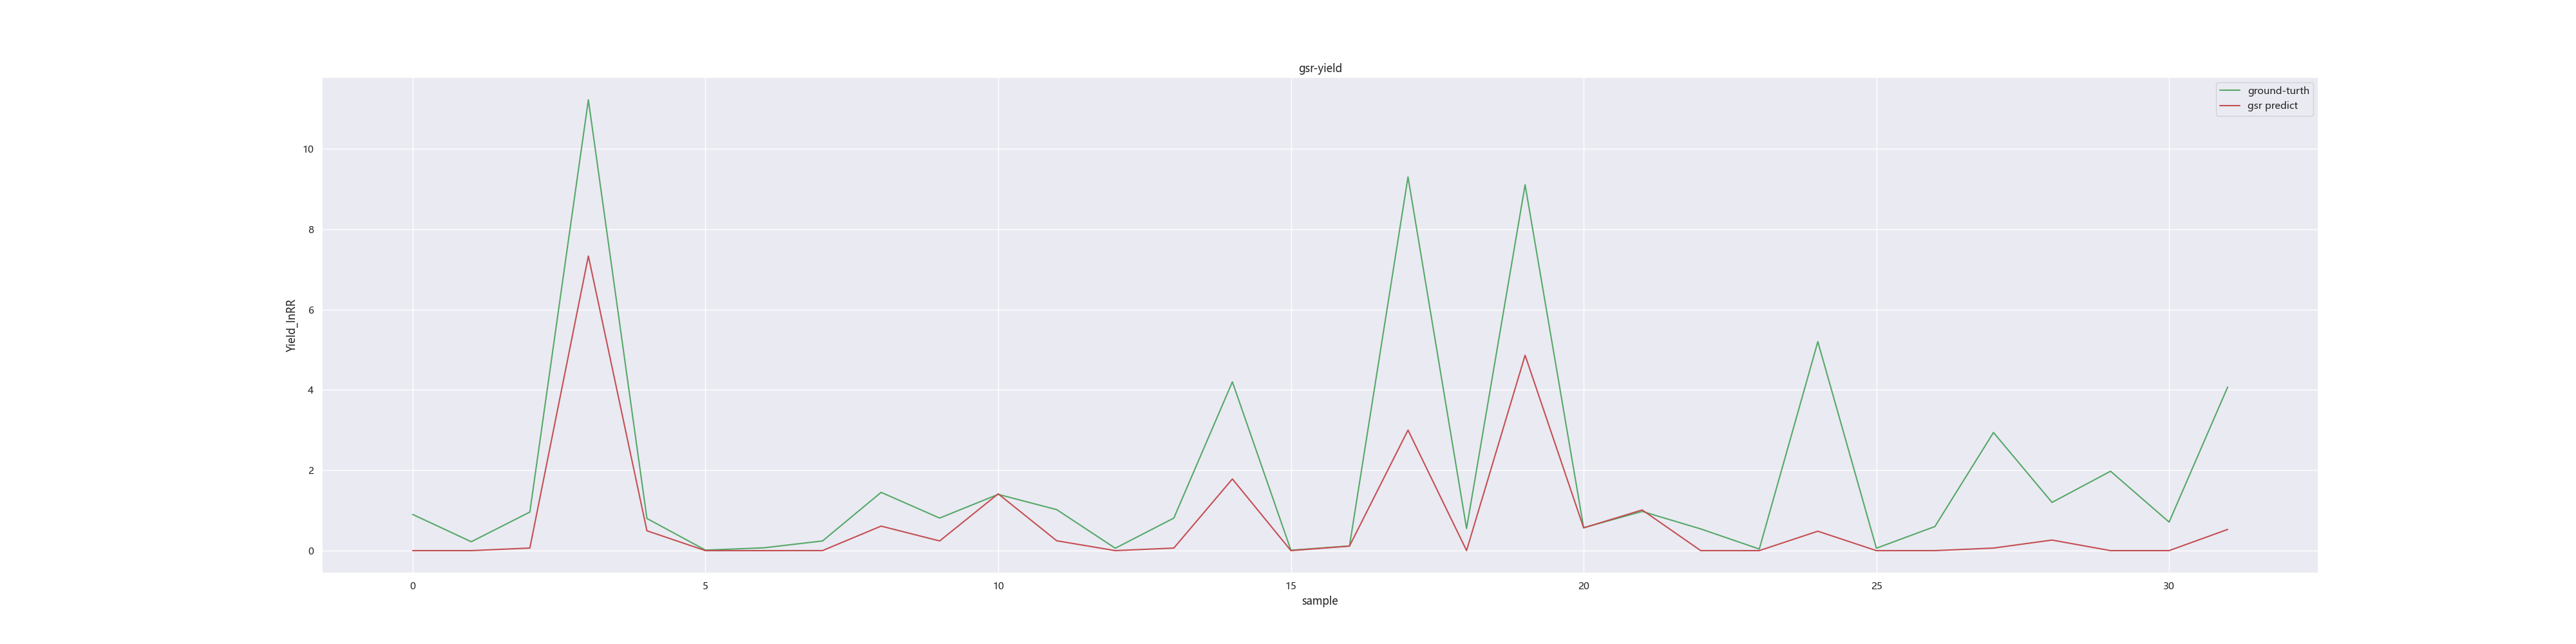 gsr-yield
ground-turth
gsr predict
10
8
6
4
2
0
Yield_lnRR
0 5 10 15 20 25 30
sample